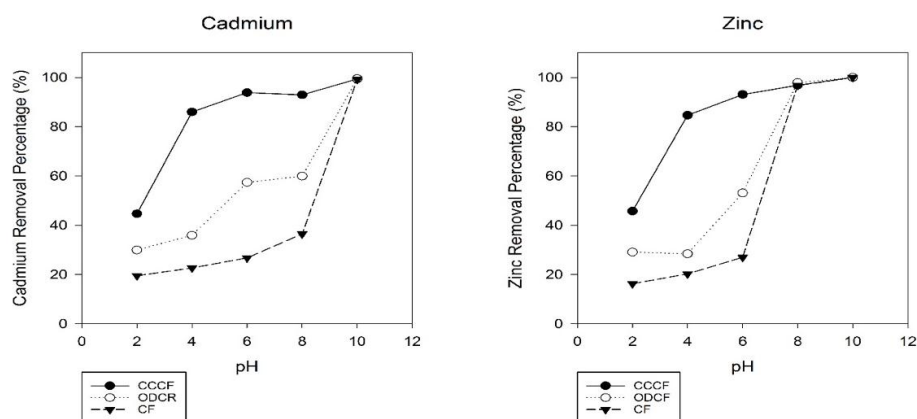 Cadmium
Cadmium Removal Percentage (%)
100
80
60
40
20
0
0 2 4 6 8 10 12
pH
CCCF
ODCR
CF
Zinc
Zinc Removal Percentage (%)
100
80
60
40
20
0
0 2 4 6 8 10 12
pH
CCCF
ODCF
CF